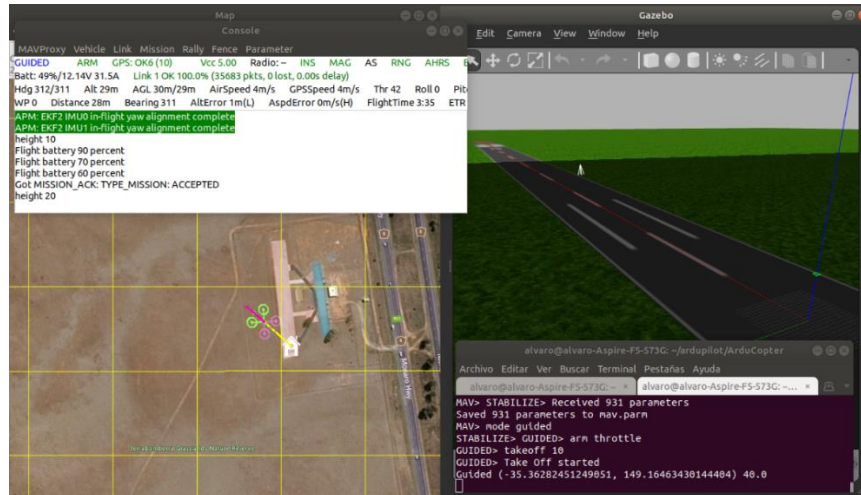 Map
Console
MAVProxy Vehicle Link Mission Rally Fence Parameter
GUIDED ARM GPS: OK6 (10) Vcc 5.00 Radio: -- INS MAG AS RNG AHRS
Batt: 49%/12.14V 31.5A Link 1 OK 100.0% (35683 pkts, 0 lost, 0.00s delay)
Hdg 312/311 Alt 29m AGL 30m/29m AirSpeed 4m/s GPSSpeed 4m/s Thr 42 Roll 0
WP 0 Distance 28m Bearing 311 AltError 1m(L) AspdError 0m/s(H) FlightTime 3:35 ETR
APM: EKF2 IMU0 in-flight yaw alignment complete
APM: EKF2 IMU1 in-flight yaw alignment complete
height 10
Flight battery 90 percent
Flight battery 70 percent
Flight battery 60 percent
Got MISSION_ACK: TYPE_MISSION: ACCEPTED
height 20
Gazebo
Edit Camera View Window Help
alvaro@alvaro-Aspire-F5-573G: ~/ardupilot/ArduCopter
Archivo Editar Ver Buscar Terminal Pestañas Ayuda
alvaro@alvaro-Aspire-F5-573G: ~ × alvaro@alvaro-Aspire-F5-573G: ~... ×
MAV> STABILIZE> Received 931 parameters
Saved 931 parameters to mav.parm
MAV> mode guided
STABILIZE> GUIDED> arm throttle
GUIDED> takeoff 10
GUIDED> Take Off started
Guided (-35.36282451249051, 149.16463430144404) 40.0